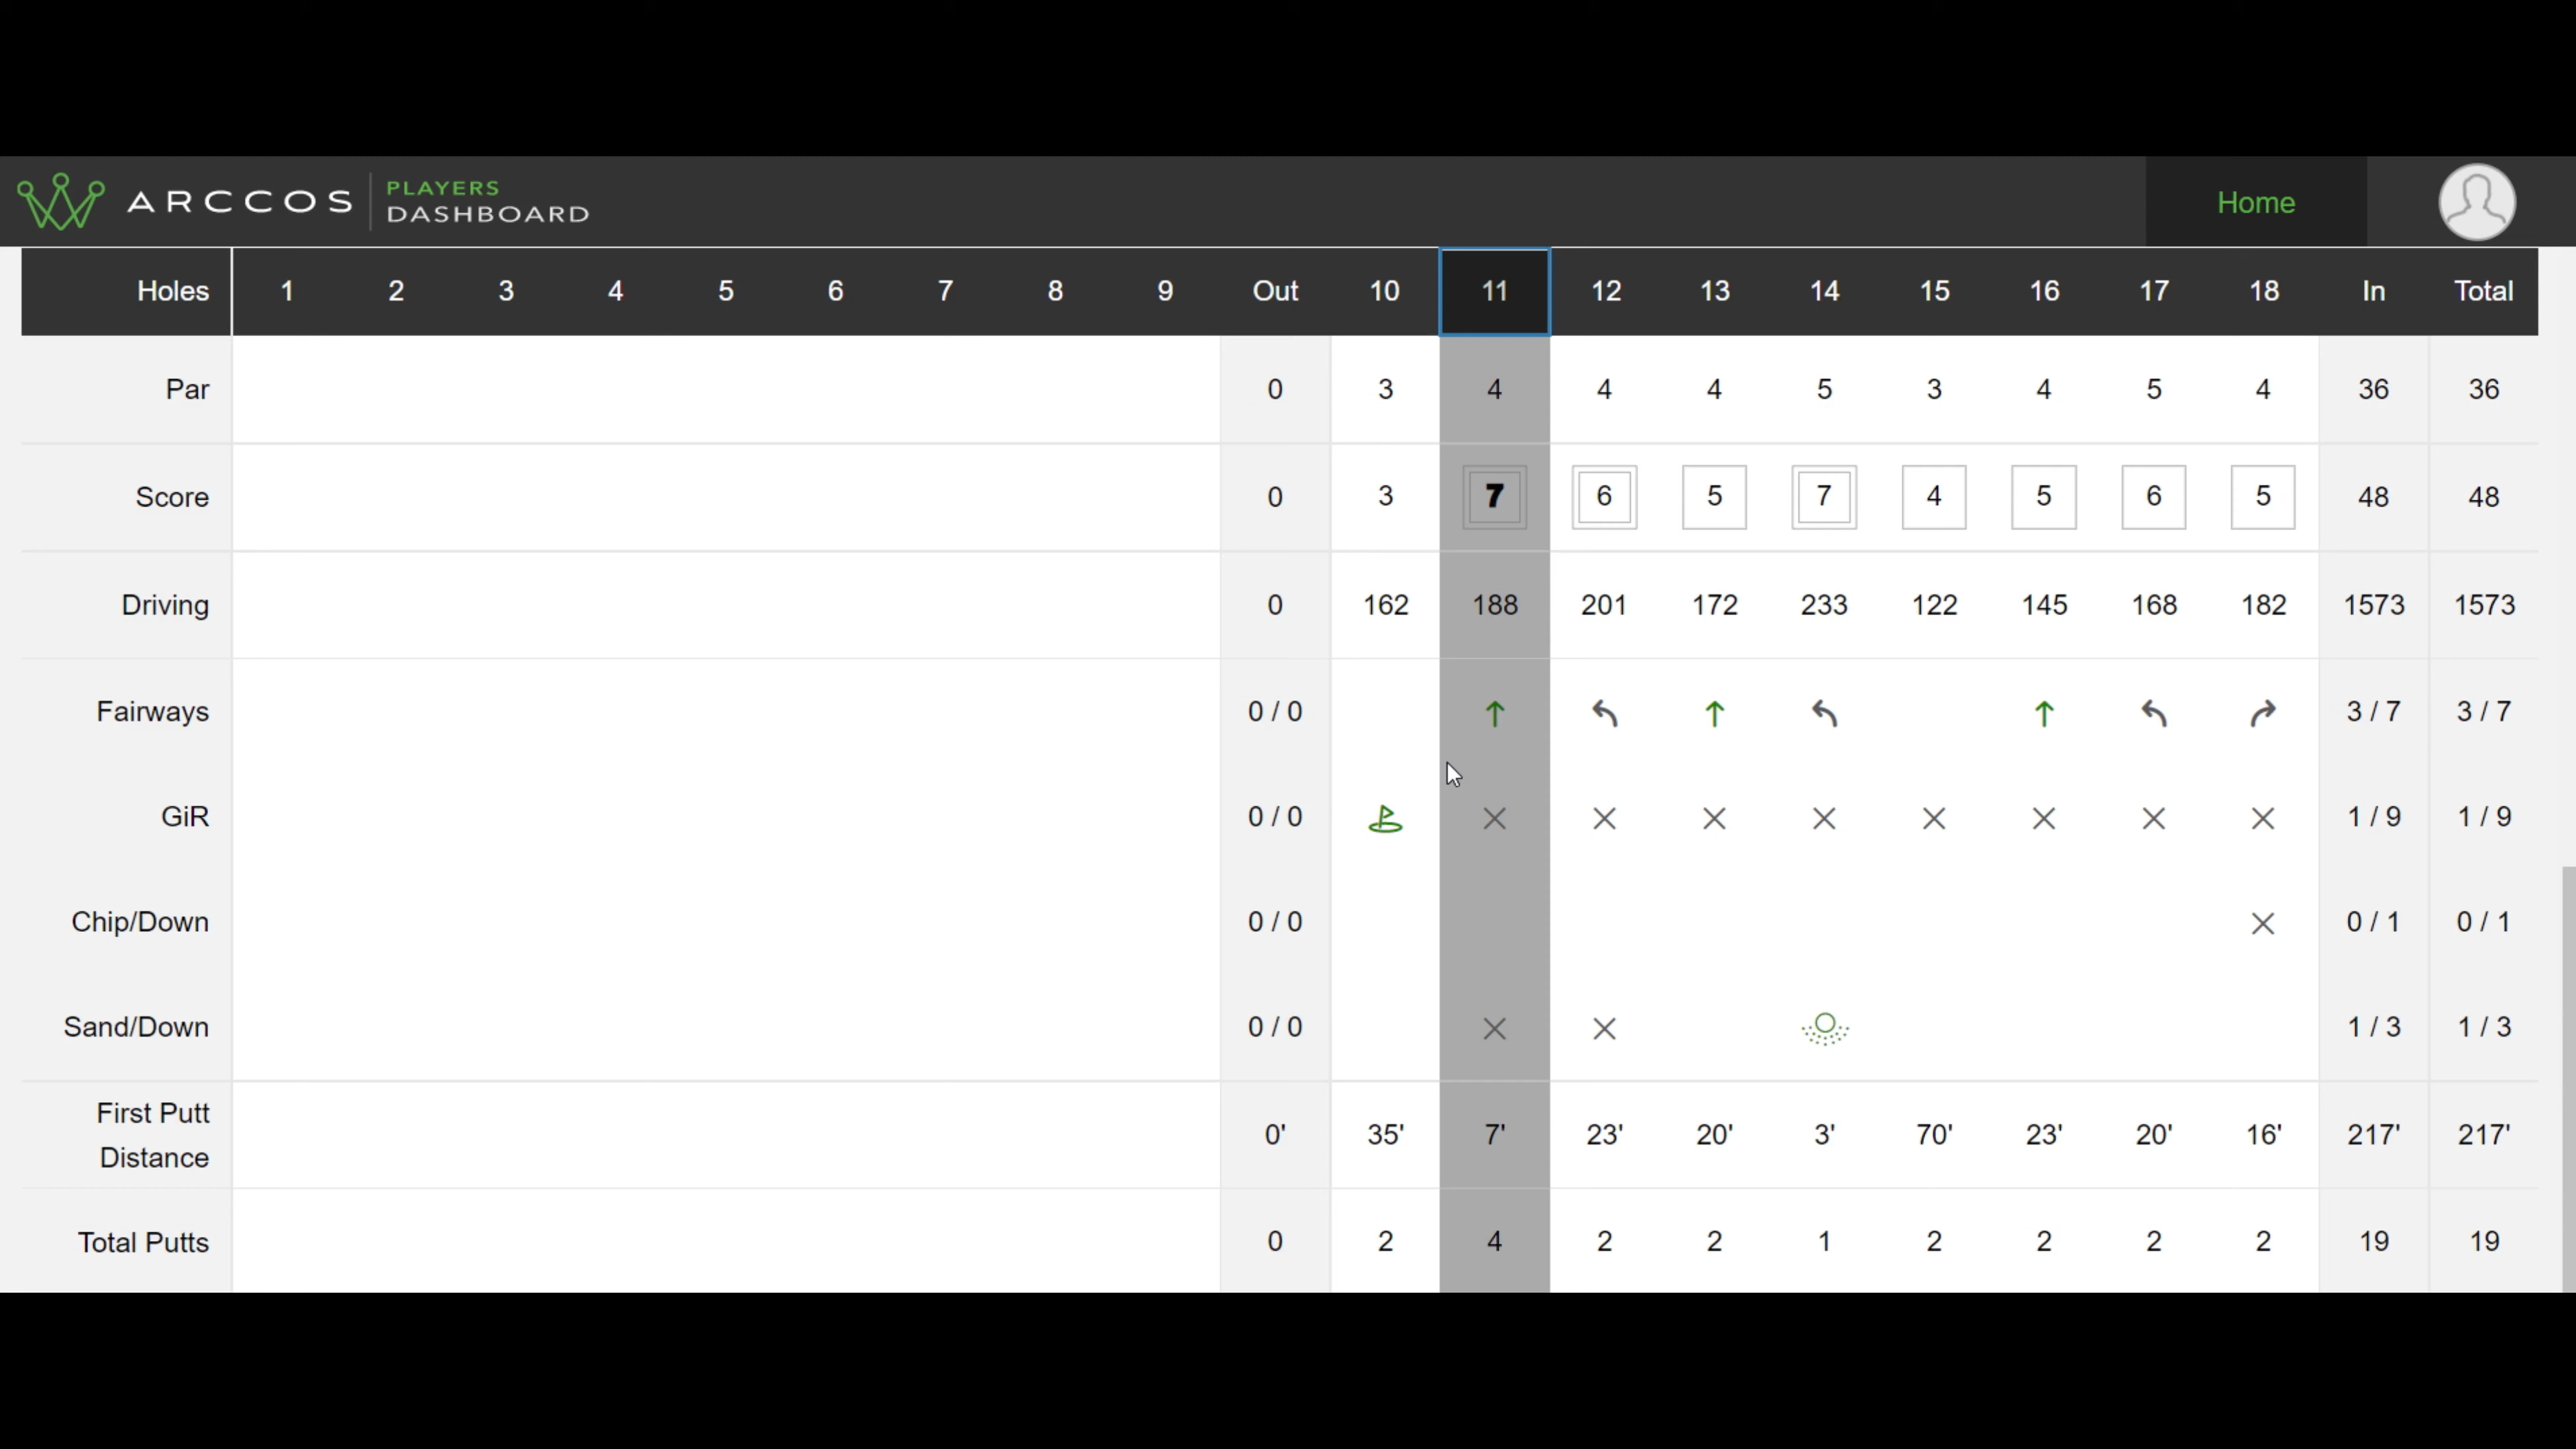 ARCCOS
PLAYERS
DASHBOARD
Home
Holes 1 2 3 4 5 6 7 8 9 Out 10 11 12 13 14 15 16 17 18 In Total
Par 0 3 4 4 4 5 3 4 5 4 36 36
Score 0 3 7 6 5 7 4 5 6 5 48 48
Driving 0 162 188 201 172 233 122 145 168 182 1573 1573
Fairways 0 / 0 3 / 7 3 / 7
GiR 0 / 0 1 / 9 1 / 9
Chip/Down 0 / 0 0 / 1 0 / 1
Sand/Down 0 / 0 1 / 3 1 / 3
First Putt
Distance 0' 35' 7' 23' 20' 3' 70' 23' 20' 16' 217' 217'
Total Putts 0 2 4 2 2 1 2 2 2 2 19 19